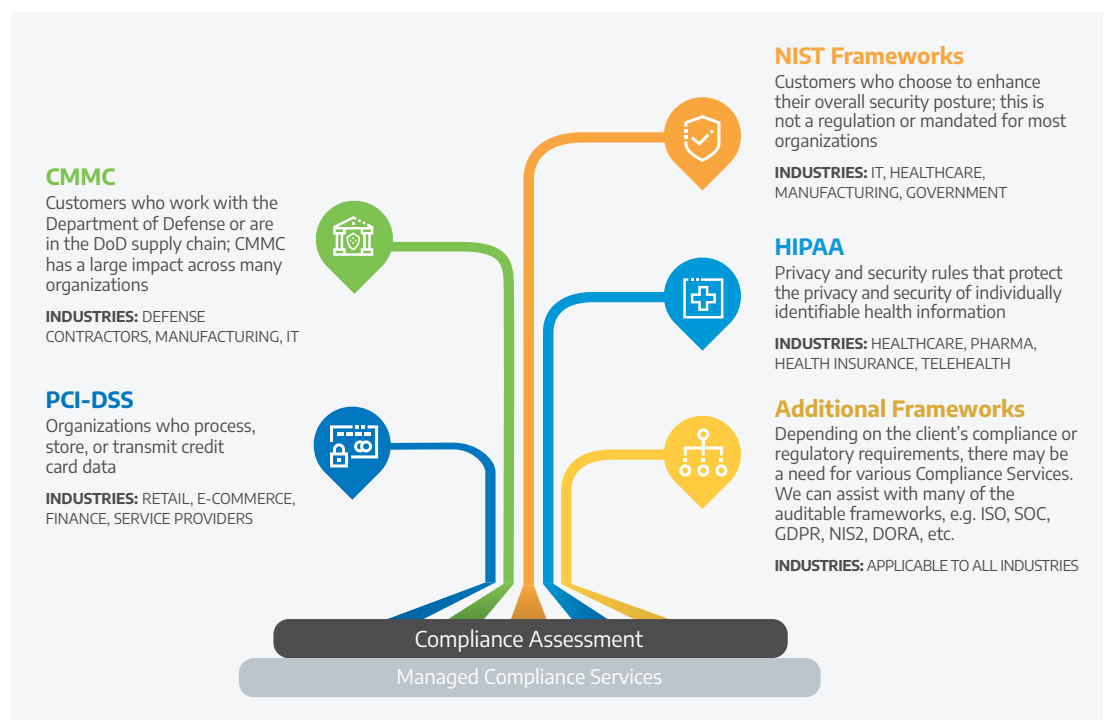 NIST Frameworks
Customers who choose to enhance
their overall security posture; this is
not a regulation or mandated for most
organizations
INDUSTRIES: IT, HEALTHCARE,
MANUFACTURING, GOVERNMENT
CMMC
Customers who work with the
Department of Defense or are
in the DoD supply chain; CMMC
has a large impact across many
organizations
INDUSTRIES: DEFENSE
CONTRACTORS, MANUFACTURING, IT
HIPAA
Privacy and security rules that protect
the privacy and security of individually
identifiable health information
INDUSTRIES: HEALTHCARE, PHARMA,
HEALTH INSURANCE, TELEHEALTH
PCI-DSS
Organizations who process,
store, or transmit credit
card data
INDUSTRIES: RETAIL, E-COMMERCE,
FINANCE, SERVICE PROVIDERS
Additional Frameworks
Depending on the client’s compliance or
regulatory requirements, there may be
a need for various Compliance Services.
We can assist with many of the
auditable frameworks, e.g. ISO, SOC,
GDPR, NIS2, DORA, etc.
INDUSTRIES: APPLICABLE TO ALL INDUSTRIES
Compliance Assessment
Managed Compliance Services